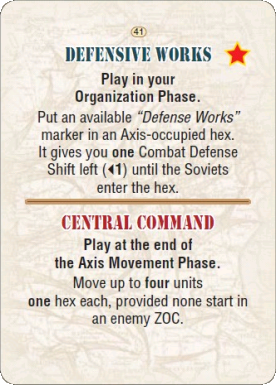 41
DEFENSIVE WORKS
Play in your
Organization Phase.
Put an available "Defense Works"
marker in an Axis-occupied hex.
It gives you one Combat Defense
Shift left (◀1) until the Soviets
enter the hex.
CENTRAL COMMAND
Play at the end of
the Axis Movement Phase.
Move up to four units
one hex each, provided none start in
an enemy ZOC.